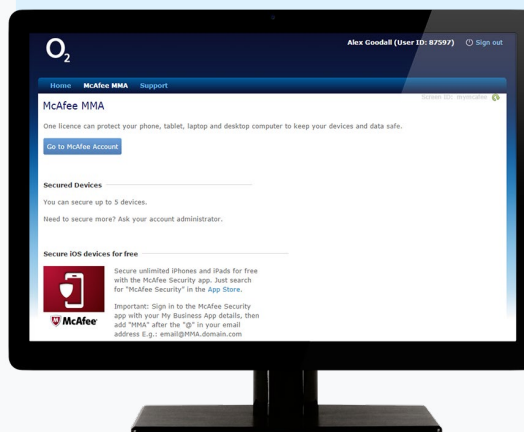 O2
Alex Goodall (User ID: 87597) Sign out
Home McAfee MMA Support
Screen ID: mymcafee
McAfee MMA
One licence can protect your phone, tablet, laptop and desktop computer to keep your devices and data safe.
Go to McAfee Account
Secured Devices
You can secure up to 5 devices.
Need to secure more? Ask your account administrator.
Secure iOS devices for free
Secure unlimited iPhones and iPads for free
with the McAfee Security app. Just search
for "McAfee Security" in the App Store.
Important: Sign in to the McAfee Security
app with your My Business App details, then
add "MMA" after the "@" in your email
address E.g.: email@MMA.domain.com
McAfee